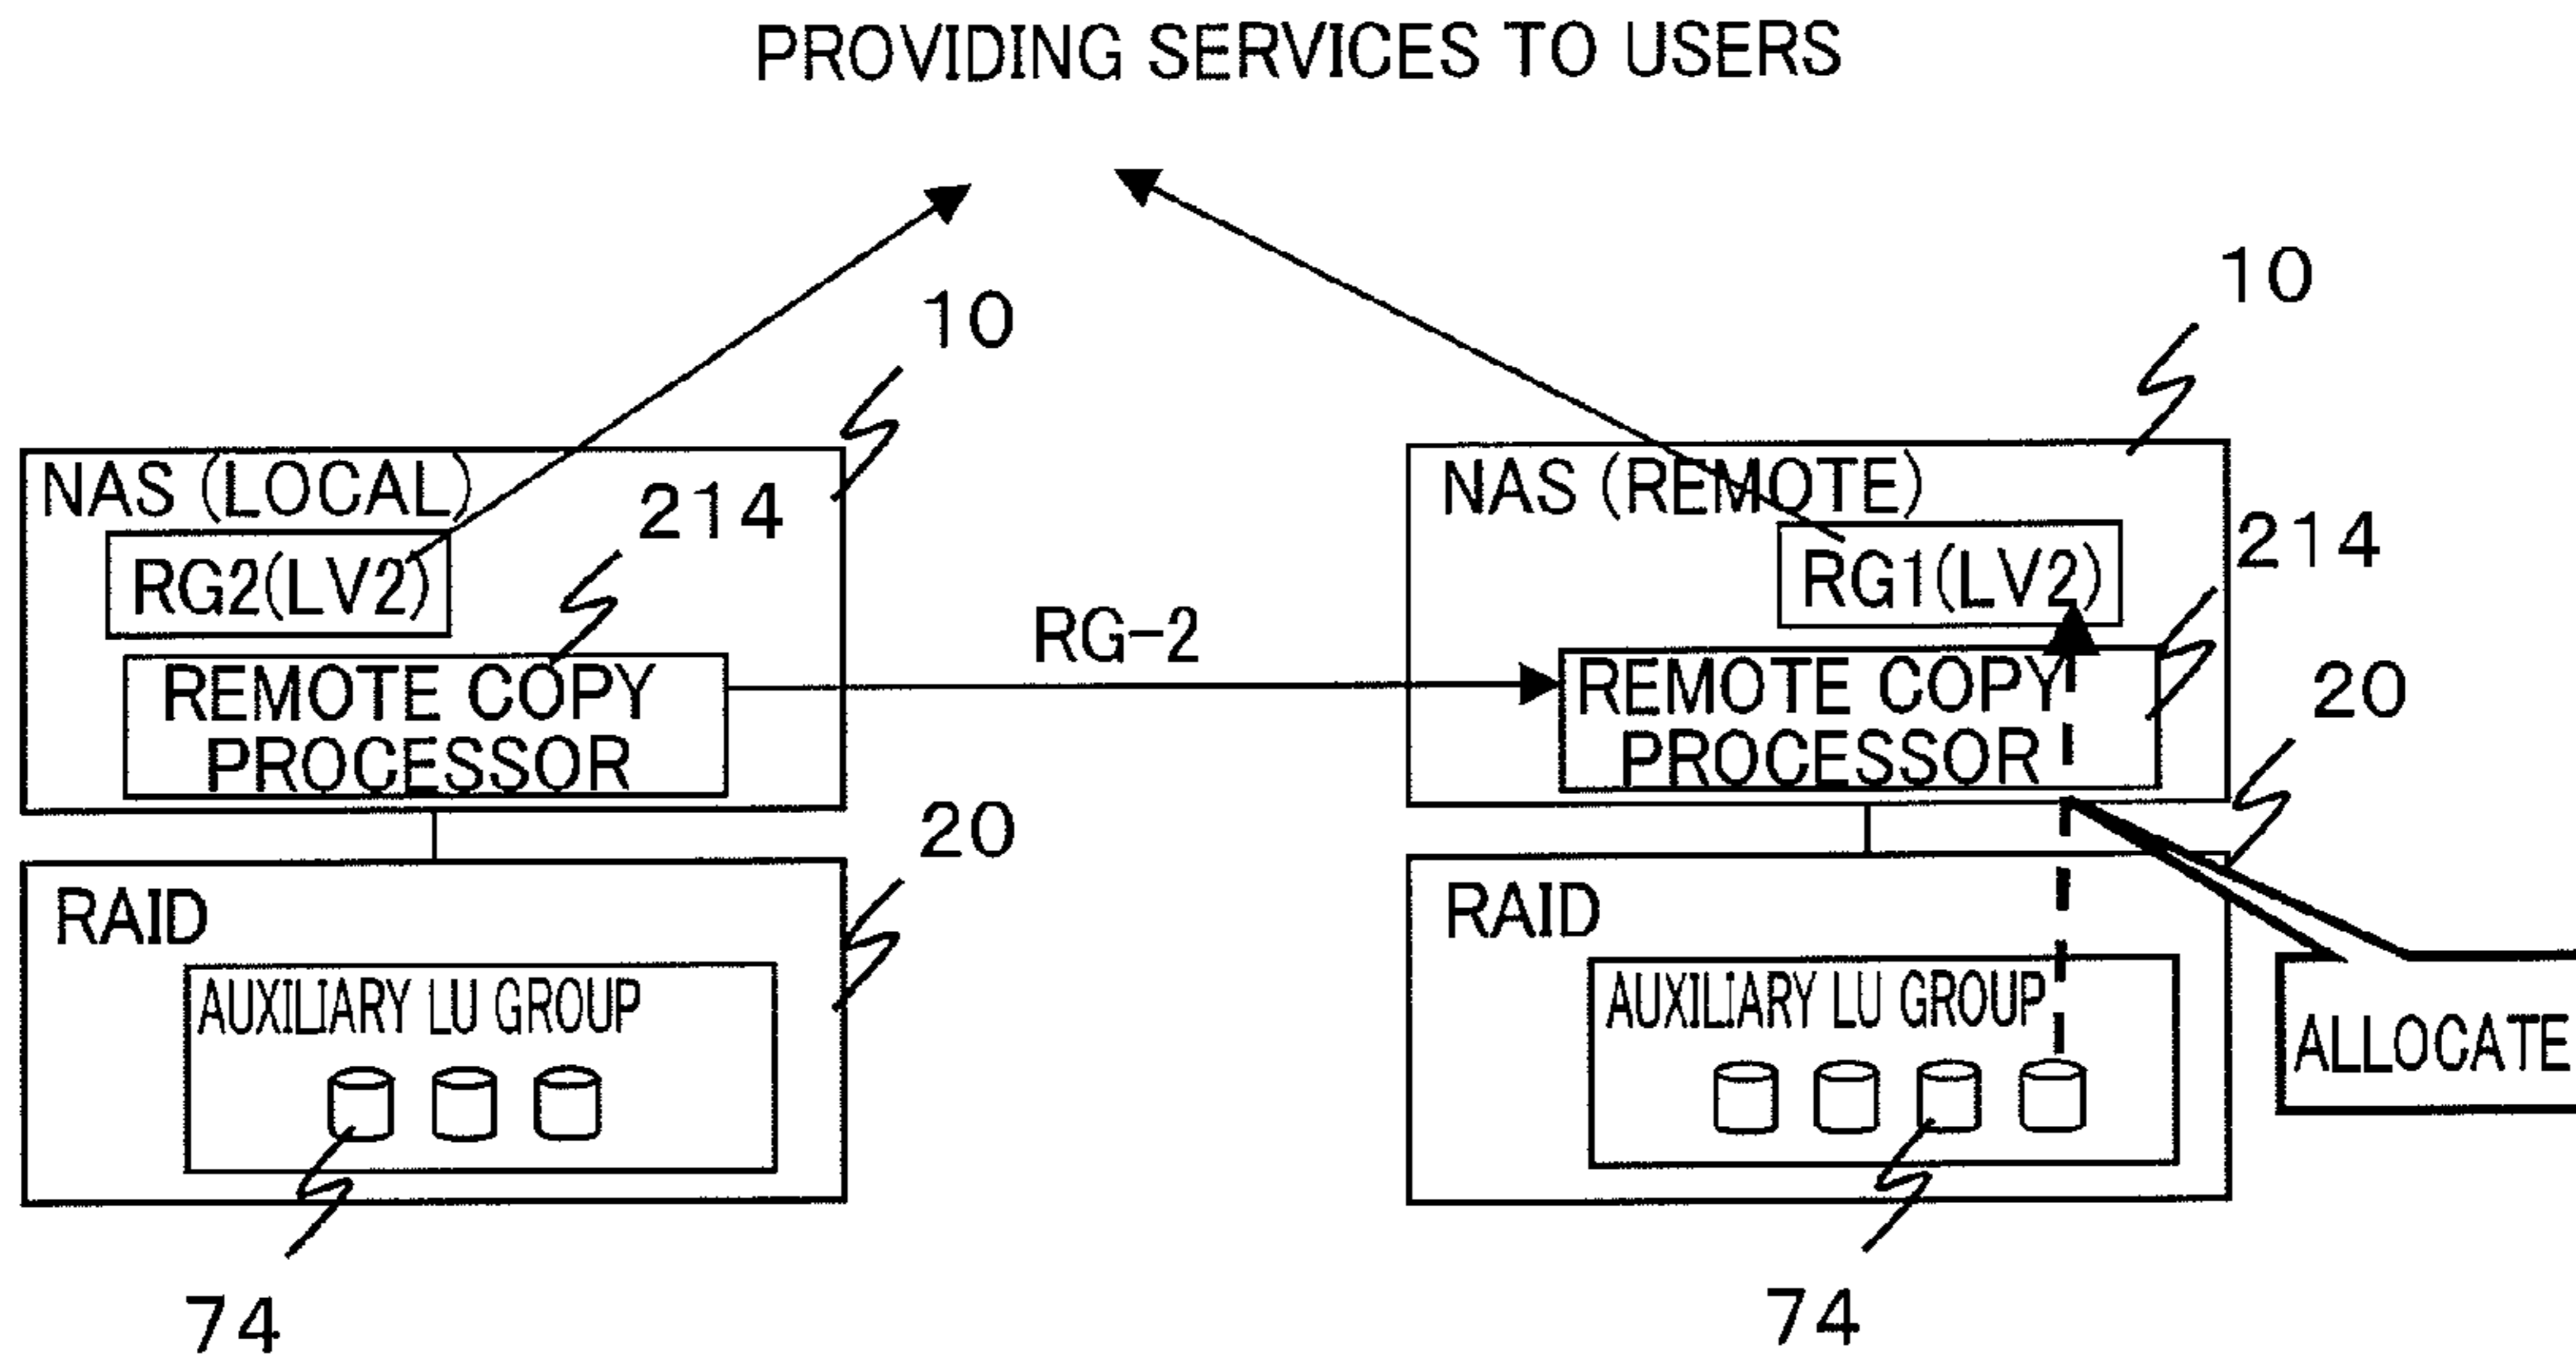 PROVIDING SERVICES TO USERS
10
10
NAS (LOCAL)
214
RG2(LV2)
REMOTE COPY
PROCESSOR
RG-2
NAS (REMOTE)
214
RG1(LV2)
REMOTE COPY
PROCESSOR
20
20
RAID
AUXILIARY LU GROUP
74
RAID
AUXILIARY LU GROUP
74
ALLOCATE